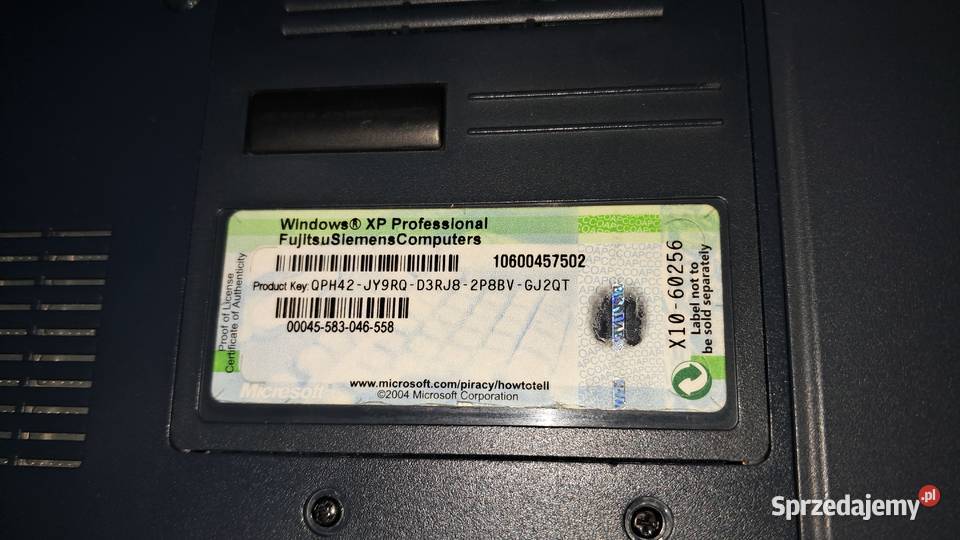 Windows® XP Professional
FujitsuSiemensComputers
10600457502
Product Key: QPH42-JY9RQ-D3RJ8-2P8BV-GJ2QT
00045-583-046-558
Proof of License
Certificate of Authenticity
Microsoft
www.microsoft.com/piracy/howtotell
©2004 Microsoft Corporation
X10-60256
Label not to
be sold separately
Sprzedajemy.pl